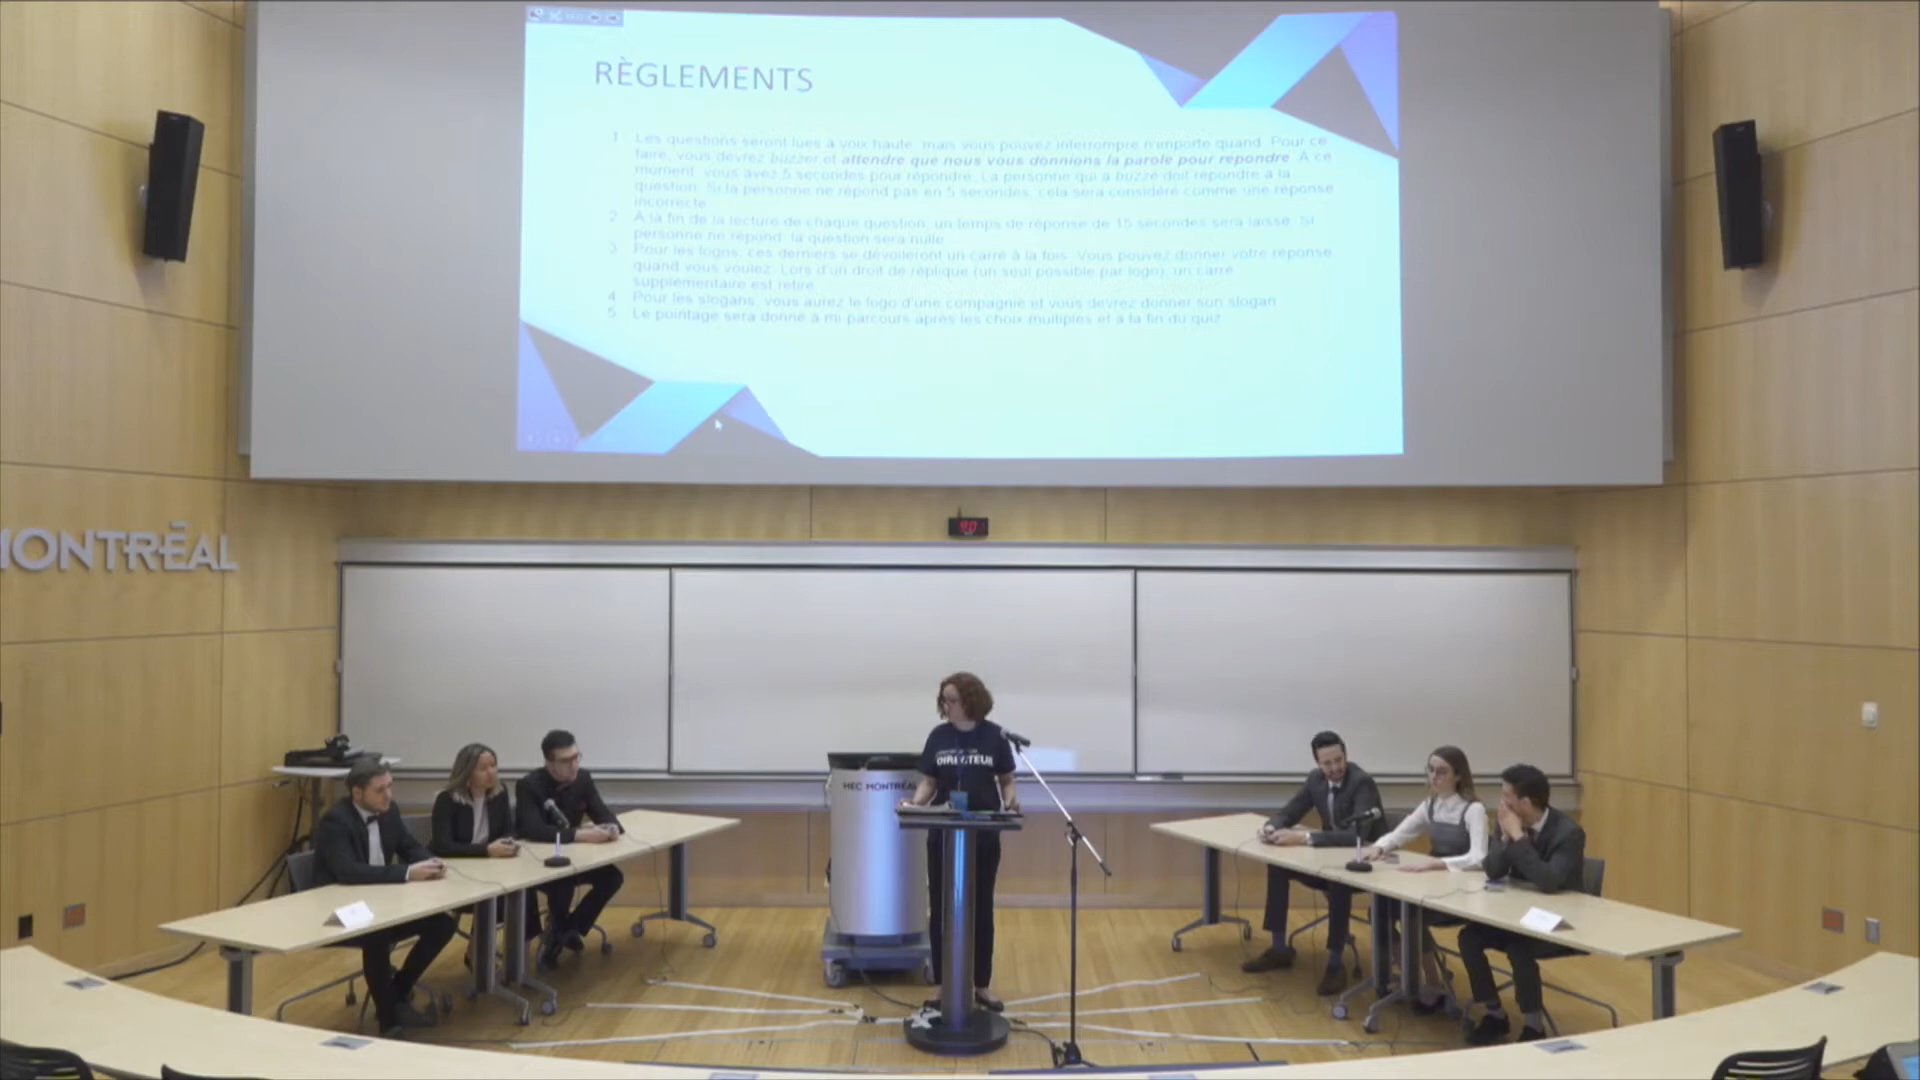 RÈGLEMENTS
1 Les questions seront lues à voix haute, mais vous pouvez interrompre n'importe quand. Pour ce
faire, vous devrez buzzer et attendre que nous vous donnions la parole pour répondre. À ce
moment, vous avez 5 secondes pour répondre. La personne qui a buzzé doit répondre à la
question. Si la personne ne répond pas en 5 secondes, cela sera considéré comme une réponse
incorrecte.
2 À la fin de la lecture de chaque question, un temps de réponse de 15 secondes sera laissé. Si
personne ne répond, la question sera nulle.
3 Pour les logos, ces derniers se dévoileront un carré à la fois. Vous pouvez donner votre réponse
quand vous voulez. Lors d'un droit de réplique (un seul possible par logo), un carré
supplémentaire est retiré.
4 Pour les slogans, vous aurez le logo d'une compagnie et vous devrez donner son slogan.
5 Le pointage sera donné à mi-parcours après les choix multiples et à la fin du quiz.
90
MONTRÉAL
DIRECTEUR
HEC MONTRÉAL